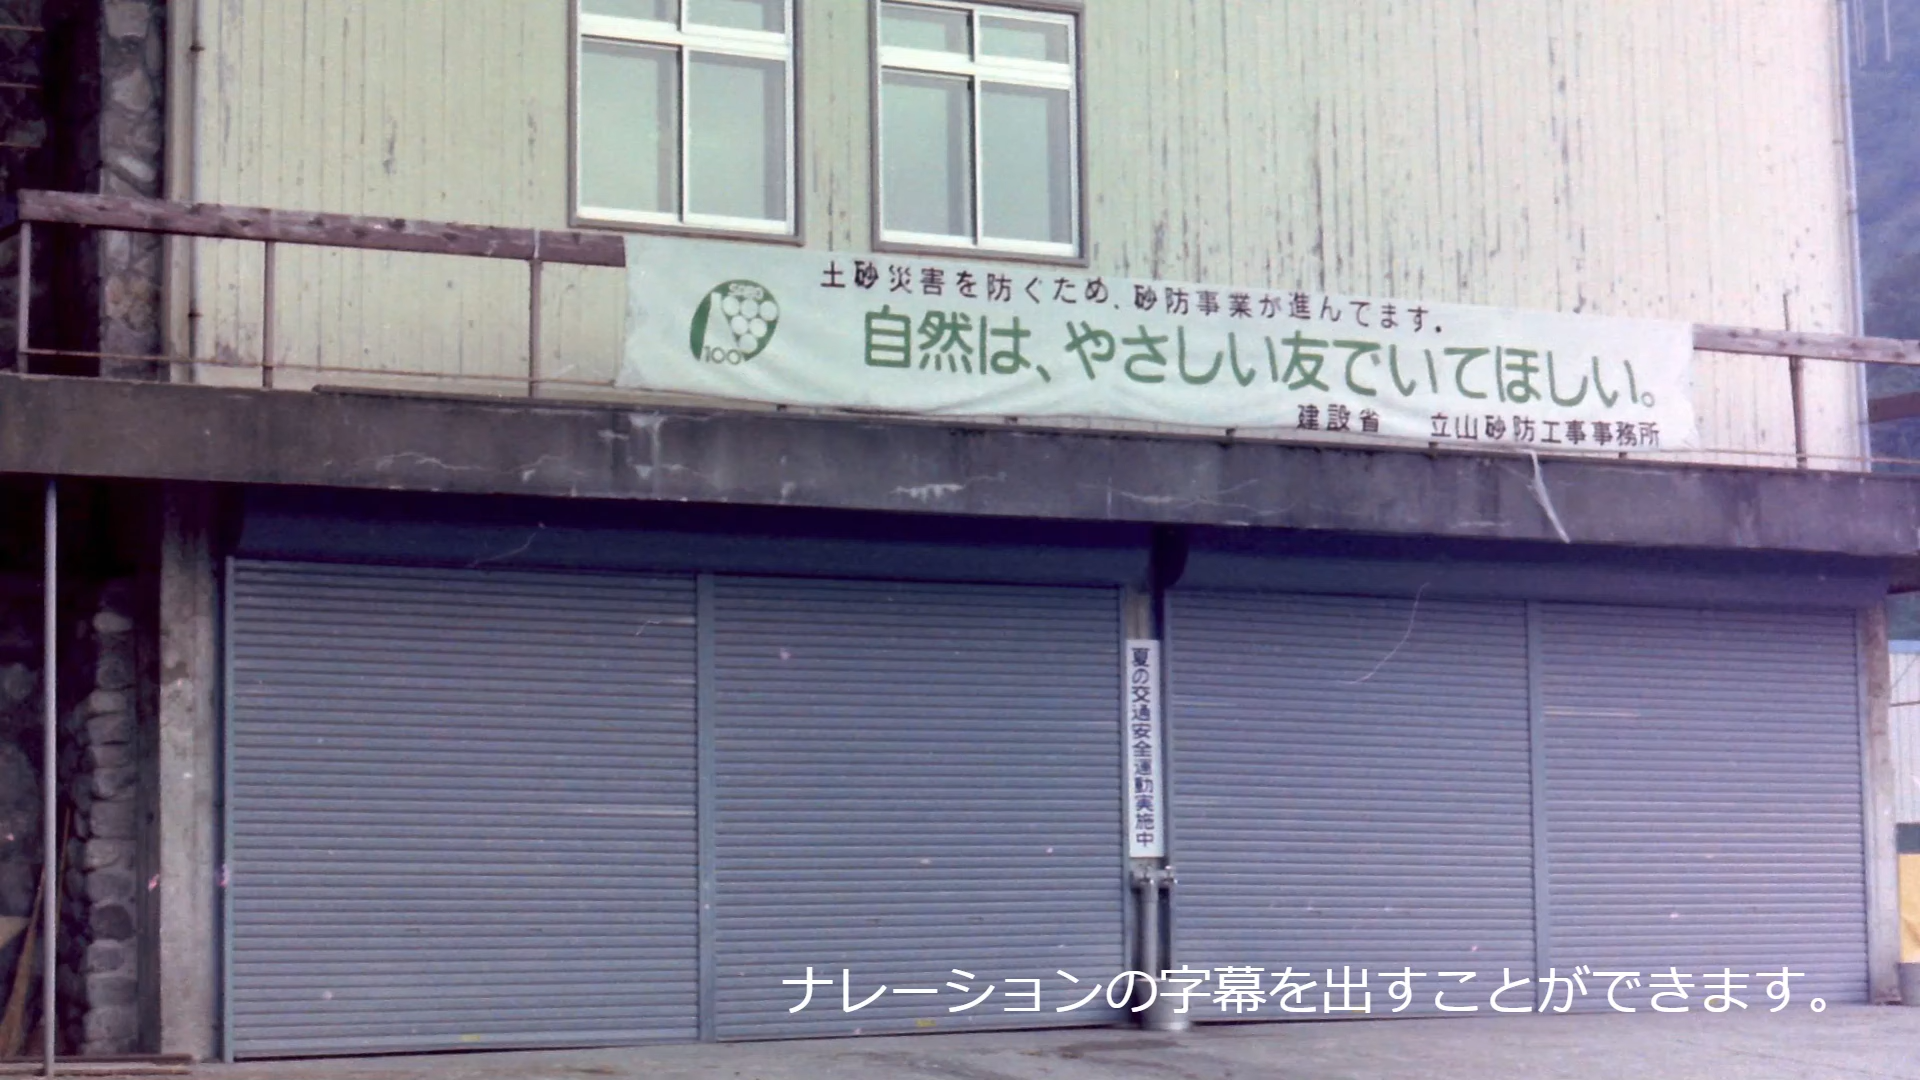 土砂災害を防ぐため、砂防事業が進んでます.
SABO
100
自然は、やさしい友でいてほしい。
建設省 立山砂防工事事務所
夏の交通安全運動実施中
ナレーションの字幕を出すことができます。